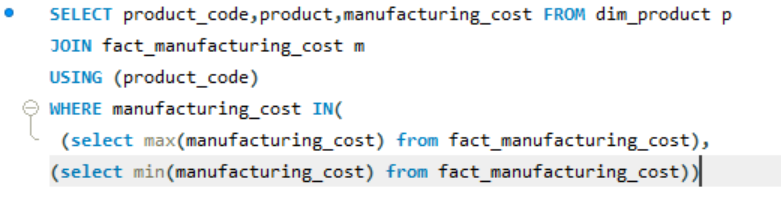 SELECT product_code,product,manufacturing_cost FROM dim_product p
JOIN fact_manufacturing_cost m
USING (product_code)
WHERE manufacturing_cost IN(
(select max(manufacturing_cost) from fact_manufacturing_cost),
(select min(manufacturing_cost) from fact_manufacturing_cost))